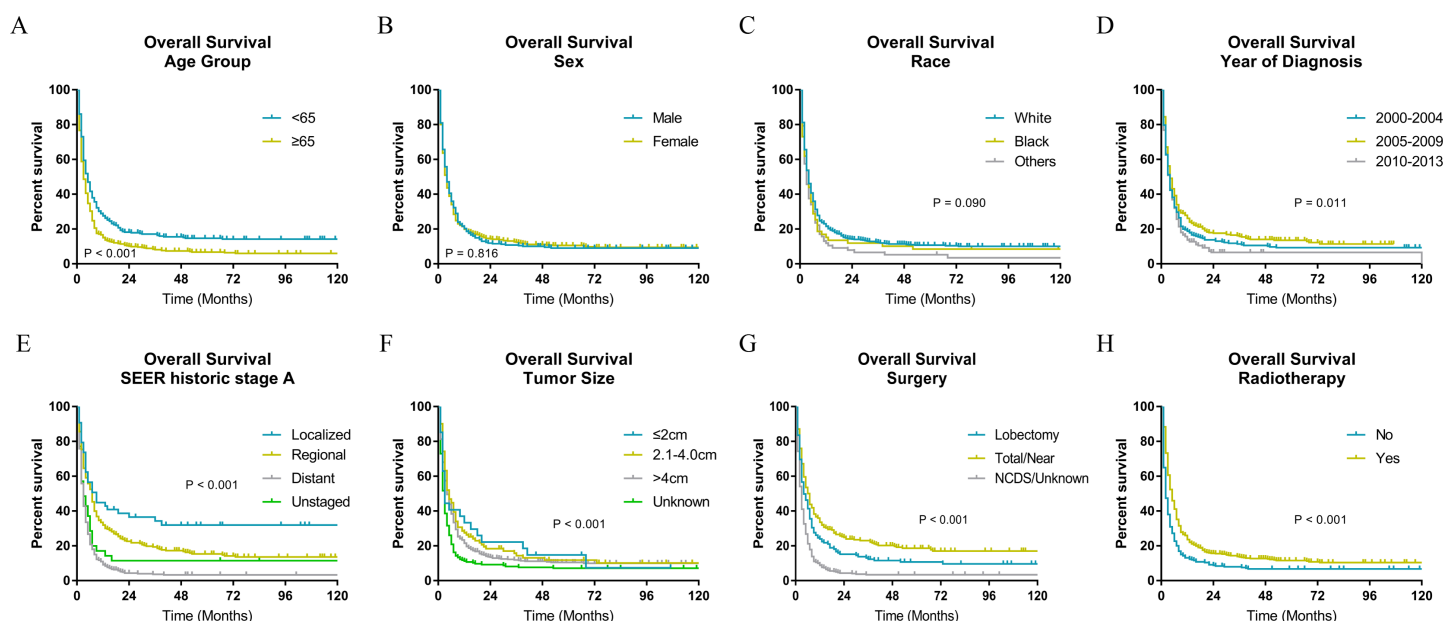 A
Overall Survival
Age Group
Percent survival
100
80
60
40
20
0
<65
≥65
P < 0.001
0 24 48 72 96 120
Time (Months)
B
Overall Survival
Sex
Percent survival
100
80
60
40
20
0
Male
Female
P = 0.816
0 24 48 72 96 120
Time (Months)
C
Overall Survival
Race
Percent survival
100
80
60
40
20
0
White
Black
Others
P = 0.090
0 24 48 72 96 120
Time (Months)
D
Overall Survival
Year of Diagnosis
Percent survival
100
80
60
40
20
0
2000-2004
2005-2009
2010-2013
P = 0.011
0 24 48 72 96 120
Time (Months)
E
Overall Survival
SEER historic stage A
Percent survival
100
80
60
40
20
0
Localized
Regional
Distant
Unstaged
P < 0.001
0 24 48 72 96 120
Time (Months)
F
Overall Survival
Tumor Size
Percent survival
100
80
60
40
20
0
≤2cm
2.1-4.0cm
>4cm
Unknown
P < 0.001
0 24 48 72 96 120
Time (Months)
G
Overall Survival
Surgery
Percent survival
100
80
60
40
20
0
Lobectomy
Total/Near
NCDS/Unknown
P < 0.001
0 24 48 72 96 120
Time (Months)
H
Overall Survival
Radiotherapy
Percent survival
100
80
60
40
20
0
No
Yes
P < 0.001
0 24 48 72 96 120
Time (Months)